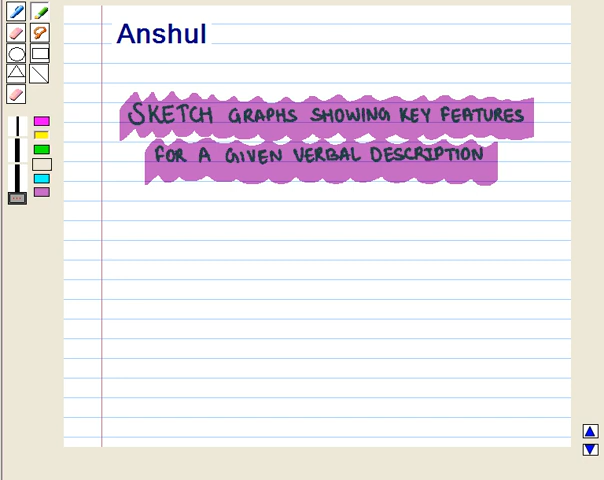 Anshul
SKETCH GRAPHS SHOWING KEY FEATURES
FOR A GIVEN VERBAL DESCRIPTION